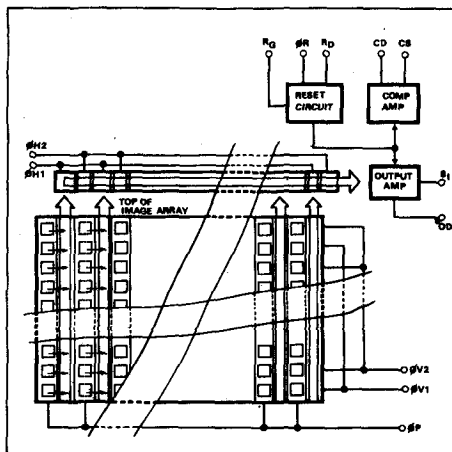 RG ØR RD CD CS
RESET
CIRCUIT
COMP
AMP
ØH2
ØH1
OUTPUT
AMP
S1
TOP OF
IMAGE ARRAY
ØV2
ØV1
ØP